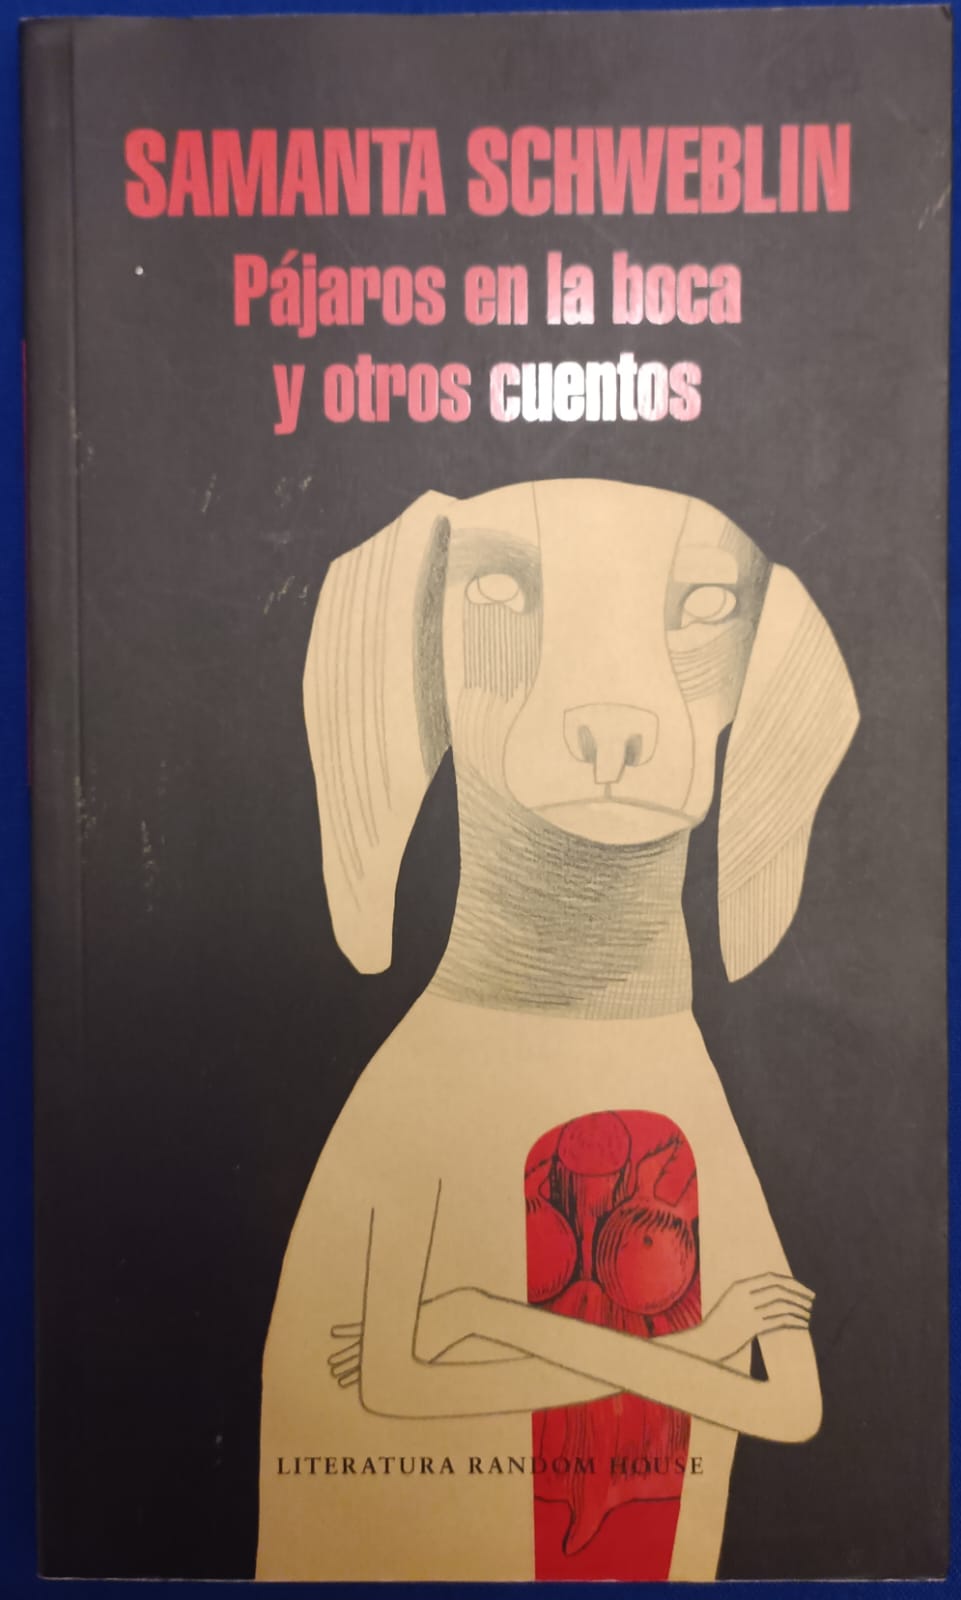 SAMANTA SCHWEBLIN
Pájaros en la boca
y otros cuentos
LITERATURA RANDOM HOUSE